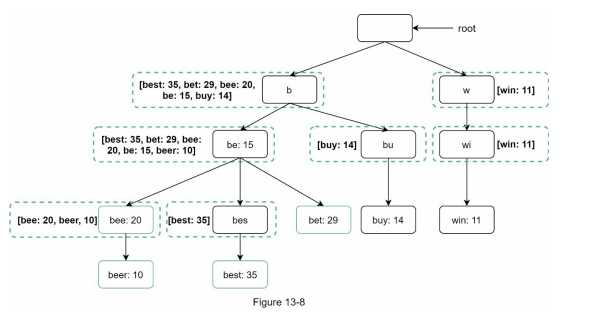 root
[best: 35, bet: 29, bee: 20,
be: 15, buy: 14]
b
w
[win: 11]
[best: 35, bet: 29, bee:
20, be: 15, beer: 10]
be: 15
[buy: 14]
bu
wi
[win: 11]
[bee: 20, beer, 10]
bee: 20
[best: 35]
bes
bet: 29
buy: 14
win: 11
beer: 10
best: 35
Figure 13-8